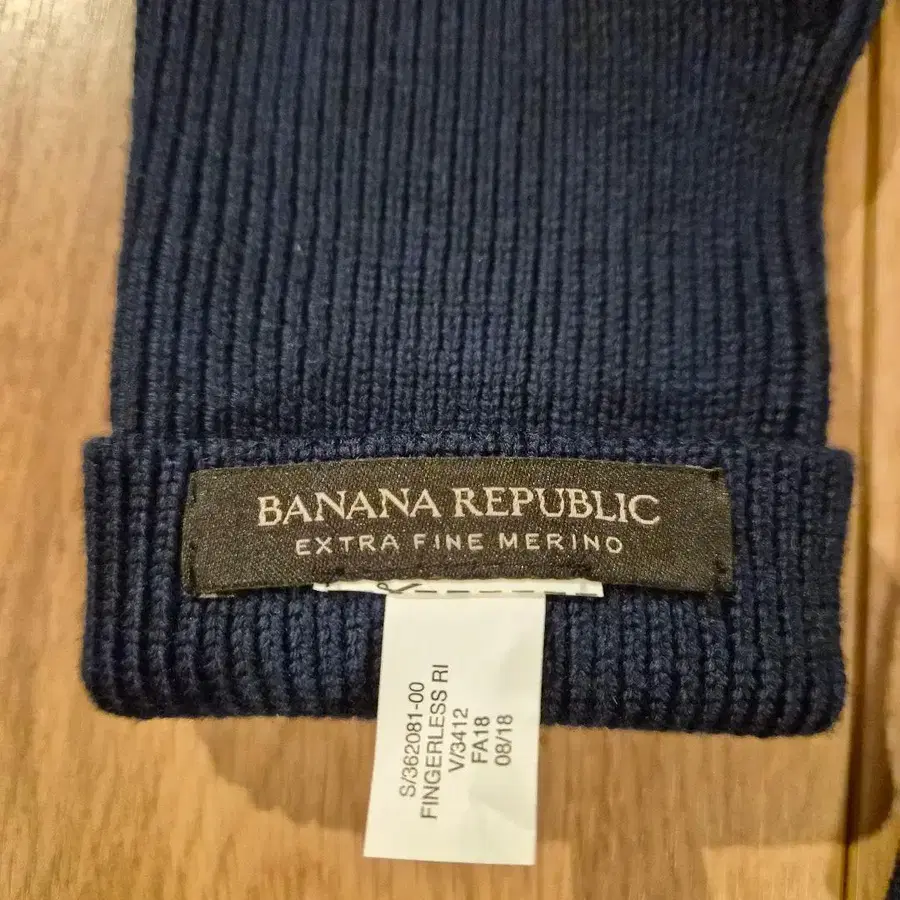 BANANA REPUBLIC
EXTRA FINE MERINO
S/362081-00
FINGERLESS RI
V/3412
FA18
08/18